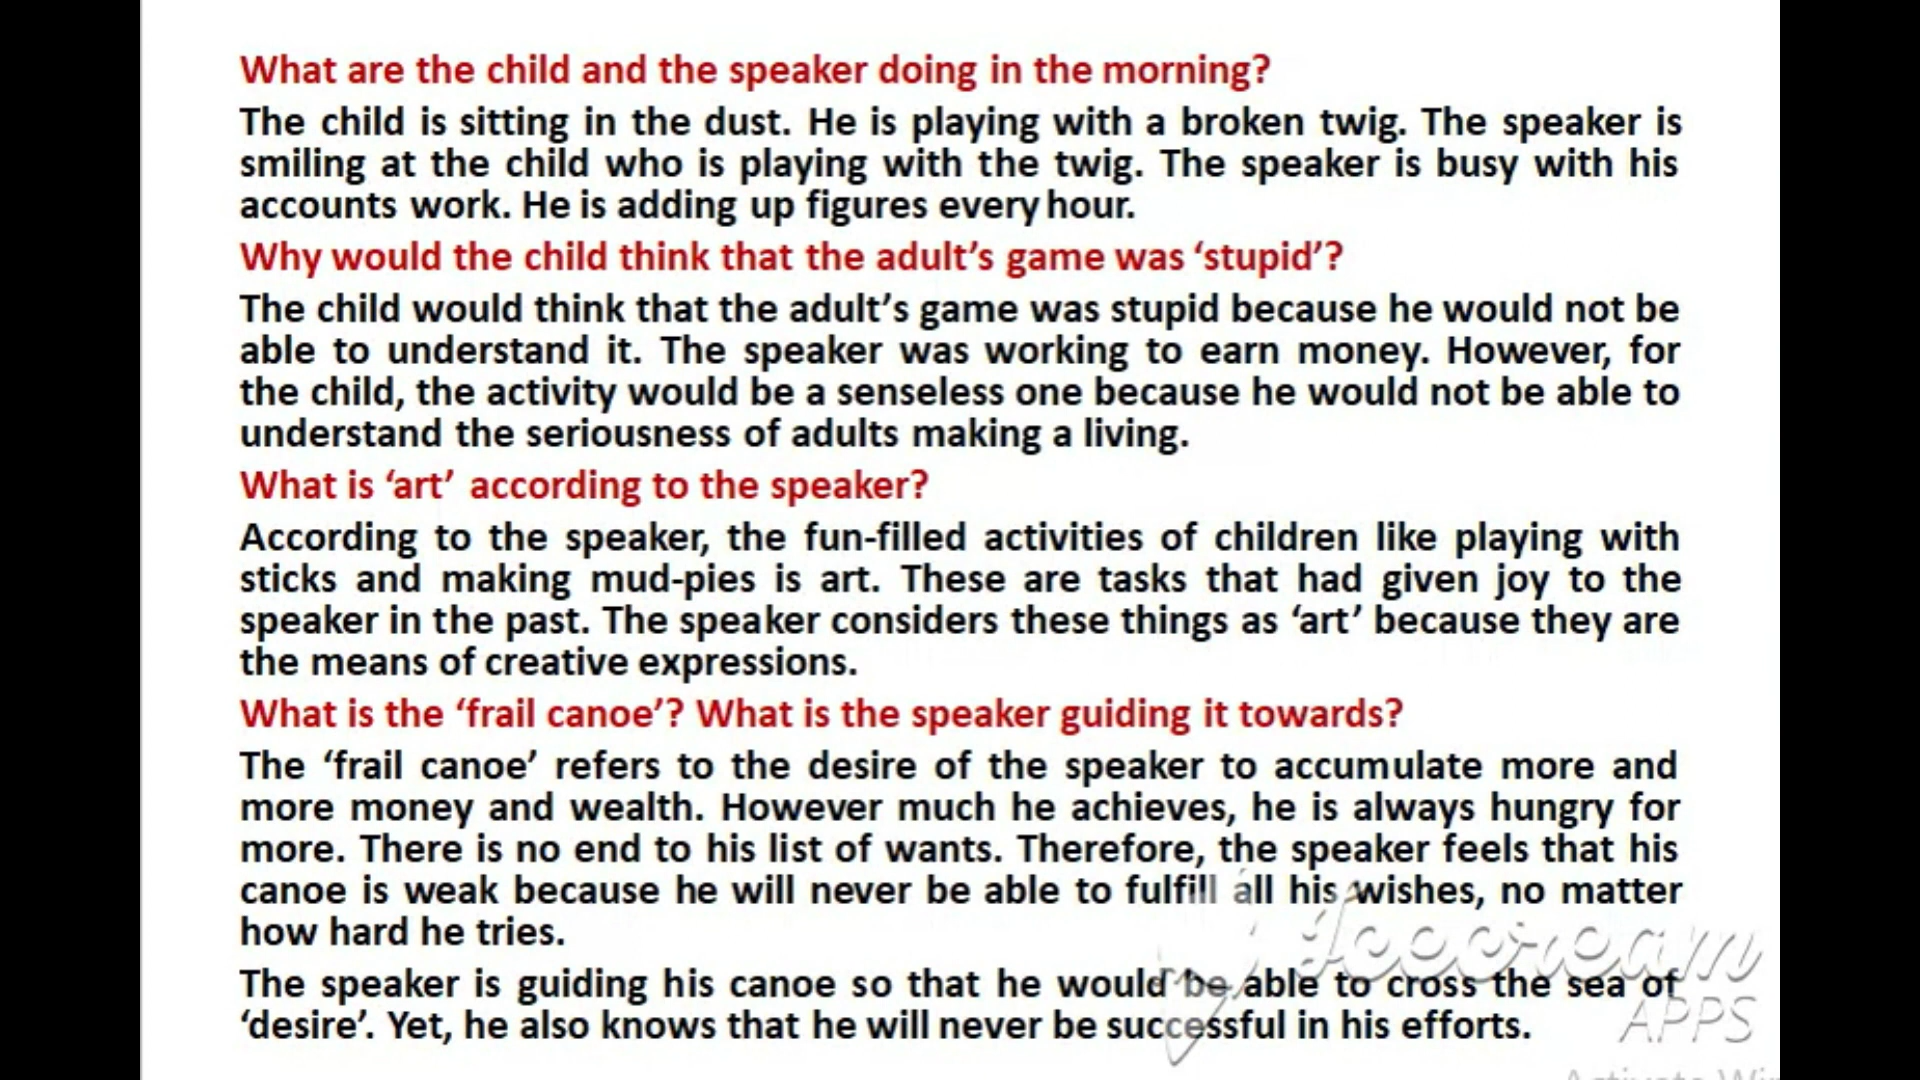 What are the child and the speaker doing in the morning?
The child is sitting in the dust. He is playing with a broken twig. The speaker is
smiling at the child who is playing with the twig. The speaker is busy with his
accounts work. He is adding up figures every hour.
Why would the child think that the adult’s game was ‘stupid’?
The child would think that the adult’s game was stupid because he would not be
able to understand it. The speaker was working to earn money. However, for
the child, the activity would be a senseless one because he would not be able to
understand the seriousness of adults making a living.
What is ‘art’ according to the speaker?
According to the speaker, the fun-filled activities of children like playing with
sticks and making mud-pies is art. These are tasks that had given joy to the
speaker in the past. The speaker considers these things as ‘art’ because they are
the means of creative expressions.
What is the ‘frail canoe’? What is the speaker guiding it towards?
The ‘frail canoe’ refers to the desire of the speaker to accumulate more and
more money and wealth. However much he achieves, he is always hungry for
more. There is no end to his list of wants. Therefore, the speaker feels that his
canoe is weak because he will never be able to fulfill all his wishes, no matter
how hard he tries.
The speaker is guiding his canoe so that he would be able to cross the sea of
‘desire’. Yet, he also knows that he will never be successful in his efforts.
Icecream
APPS